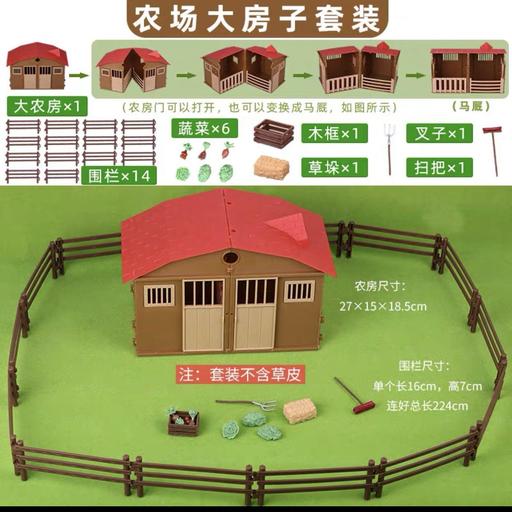 农场大房子套装
大农房×1
(农房门可以打开，也可以变换成马厩，如图所示)
(马厩)
蔬菜×6
木框×1
叉子×1
围栏×14
草垛×1
扫把×1
农房尺寸：
27×15×18.5cm
注：套装不含草皮
围栏尺寸：
单个长16cm，高7cm
连好总长224cm